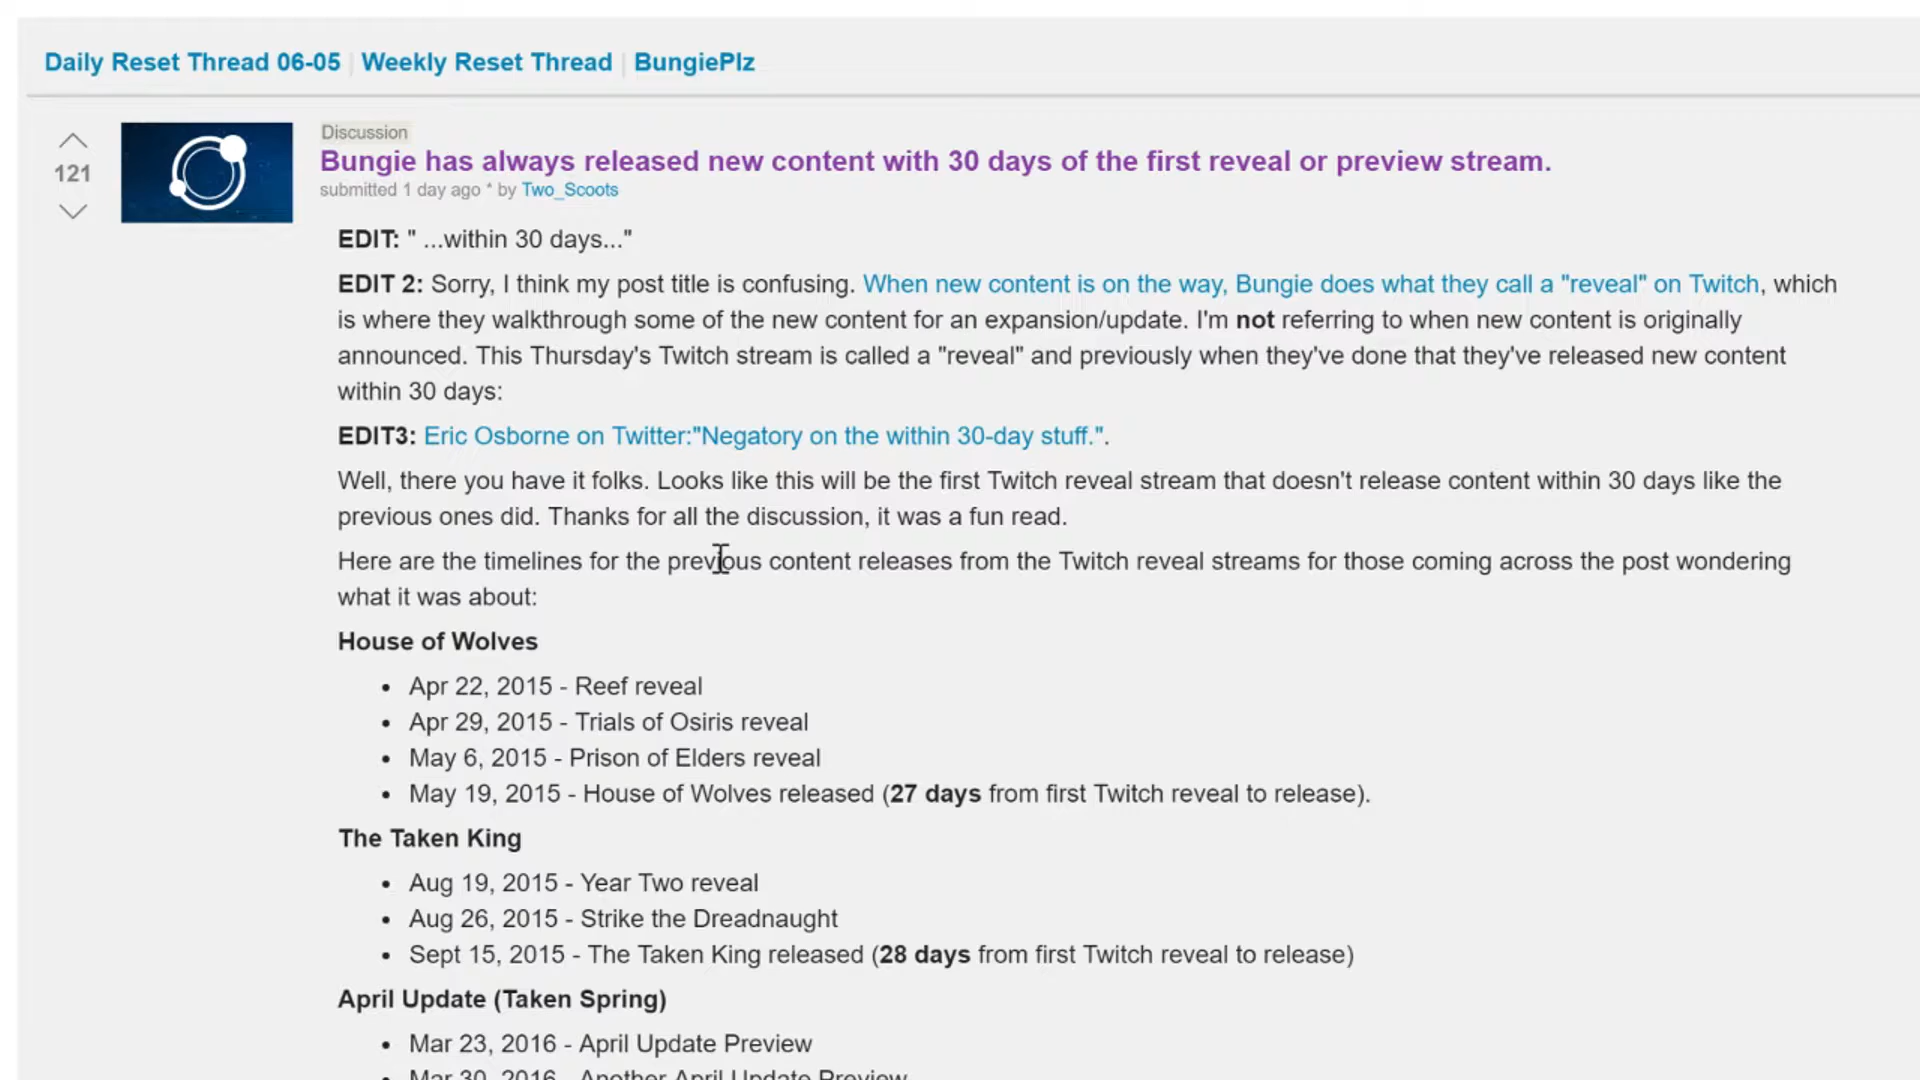 Daily Reset Thread 06-05 | Weekly Reset Thread | BungiePlz
Discussion
121
Bungie has always released new content with 30 days of the first reveal or preview stream.
submitted 1 day ago * by Two_Scoots
EDIT: " ...within 30 days..."
EDIT 2: Sorry, I think my post title is confusing. When new content is on the way, Bungie does what they call a "reveal" on Twitch, which
is where they walkthrough some of the new content for an expansion/update. I'm not referring to when new content is originally
announced. This Thursday's Twitch stream is called a "reveal" and previously when they've done that they've released new content
within 30 days:
EDIT3: Eric Osborne on Twitter:"Negatory on the within 30-day stuff.".
Well, there you have it folks. Looks like this will be the first Twitch reveal stream that doesn't release content within 30 days like the
previous ones did. Thanks for all the discussion, it was a fun read.
Here are the timelines for the previous content releases from the Twitch reveal streams for those coming across the post wondering
what it was about:
House of Wolves
• Apr 22, 2015 - Reef reveal
• Apr 29, 2015 - Trials of Osiris reveal
• May 6, 2015 - Prison of Elders reveal
• May 19, 2015 - House of Wolves released (27 days from first Twitch reveal to release).
The Taken King
• Aug 19, 2015 - Year Two reveal
• Aug 26, 2015 - Strike the Dreadnaught
• Sept 15, 2015 - The Taken King released (28 days from first Twitch reveal to release)
April Update (Taken Spring)
• Mar 23, 2016 - April Update Preview
• Mar 30, 2016 - Another April Update Preview